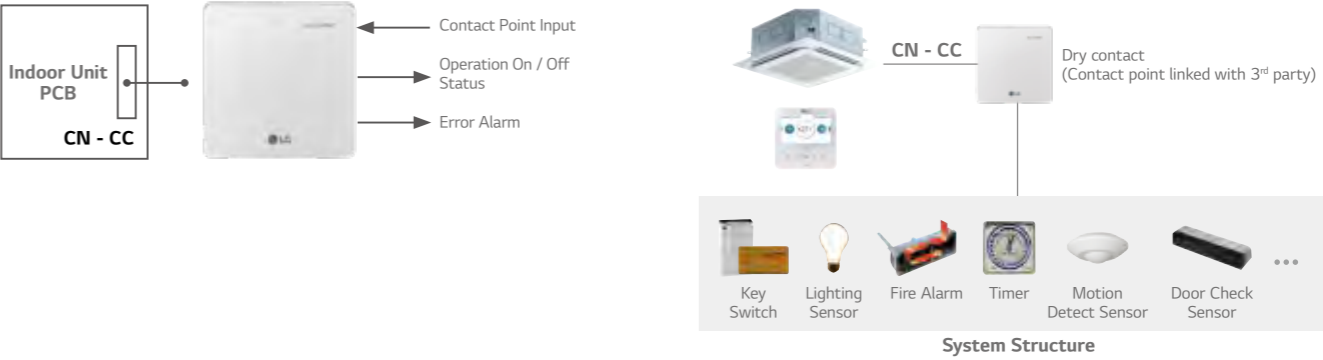 Indoor Unit
PCB
CN - CC
LG
Contact Point Input
Operation On / Off
Status
Error Alarm
CN - CC
LG
Dry contact
(Contact point linked with 3rd party)
Key
Switch
Lighting
Sensor
Fire Alarm
Timer
Motion
Detect Sensor
Door Check
Sensor
...
System Structure